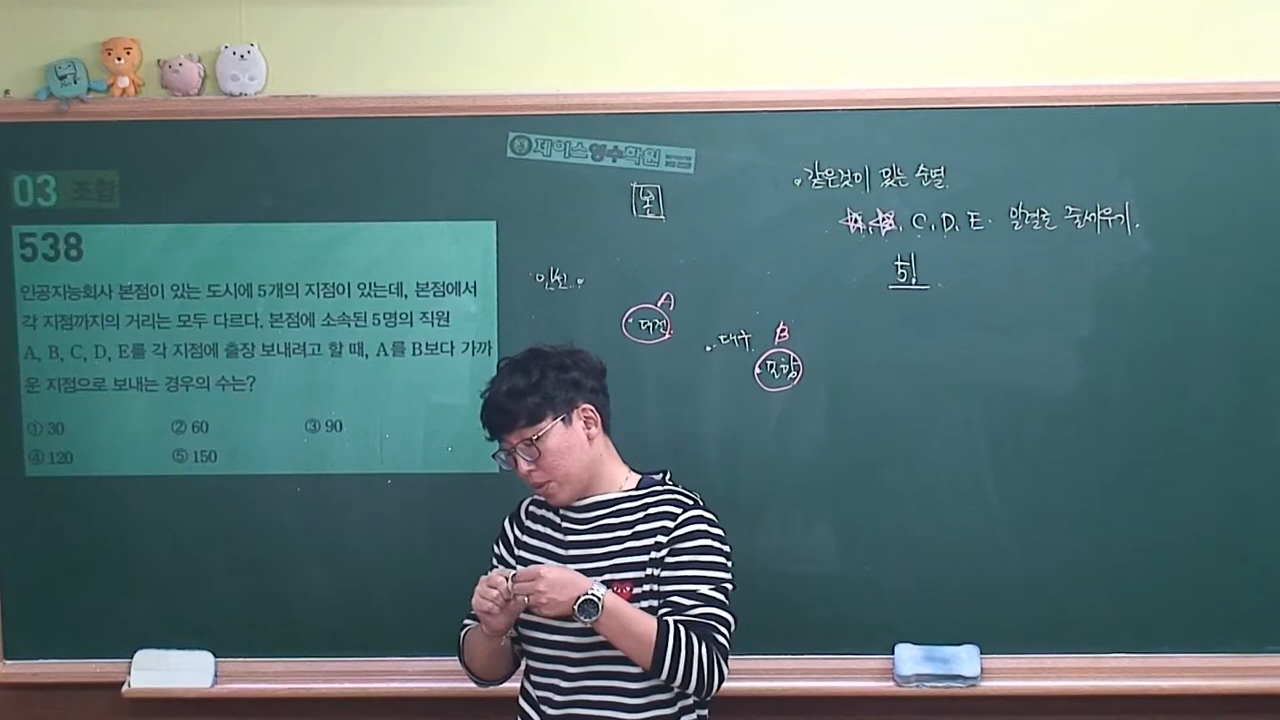 제이스영수학원
03 조합
538
인공지능회사 본점이 있는 도시에 5개의 지점이 있는데, 본점에서
각 지점까지의 거리는 모두 다르다. 본점에 소속된 5명의 직원
A, B, C, D, E를 각 지점에 출장 보내려고 할 때, A를 B보다 가까
운 지점으로 보내는 경우의 수는?
① 30
② 60
③ 90
④ 120
⑤ 150
본
인천.
A
대전
대구.
B
포항
같은것이 있는 순열.
C, D, E. 일렬로 줄세우기.
5!